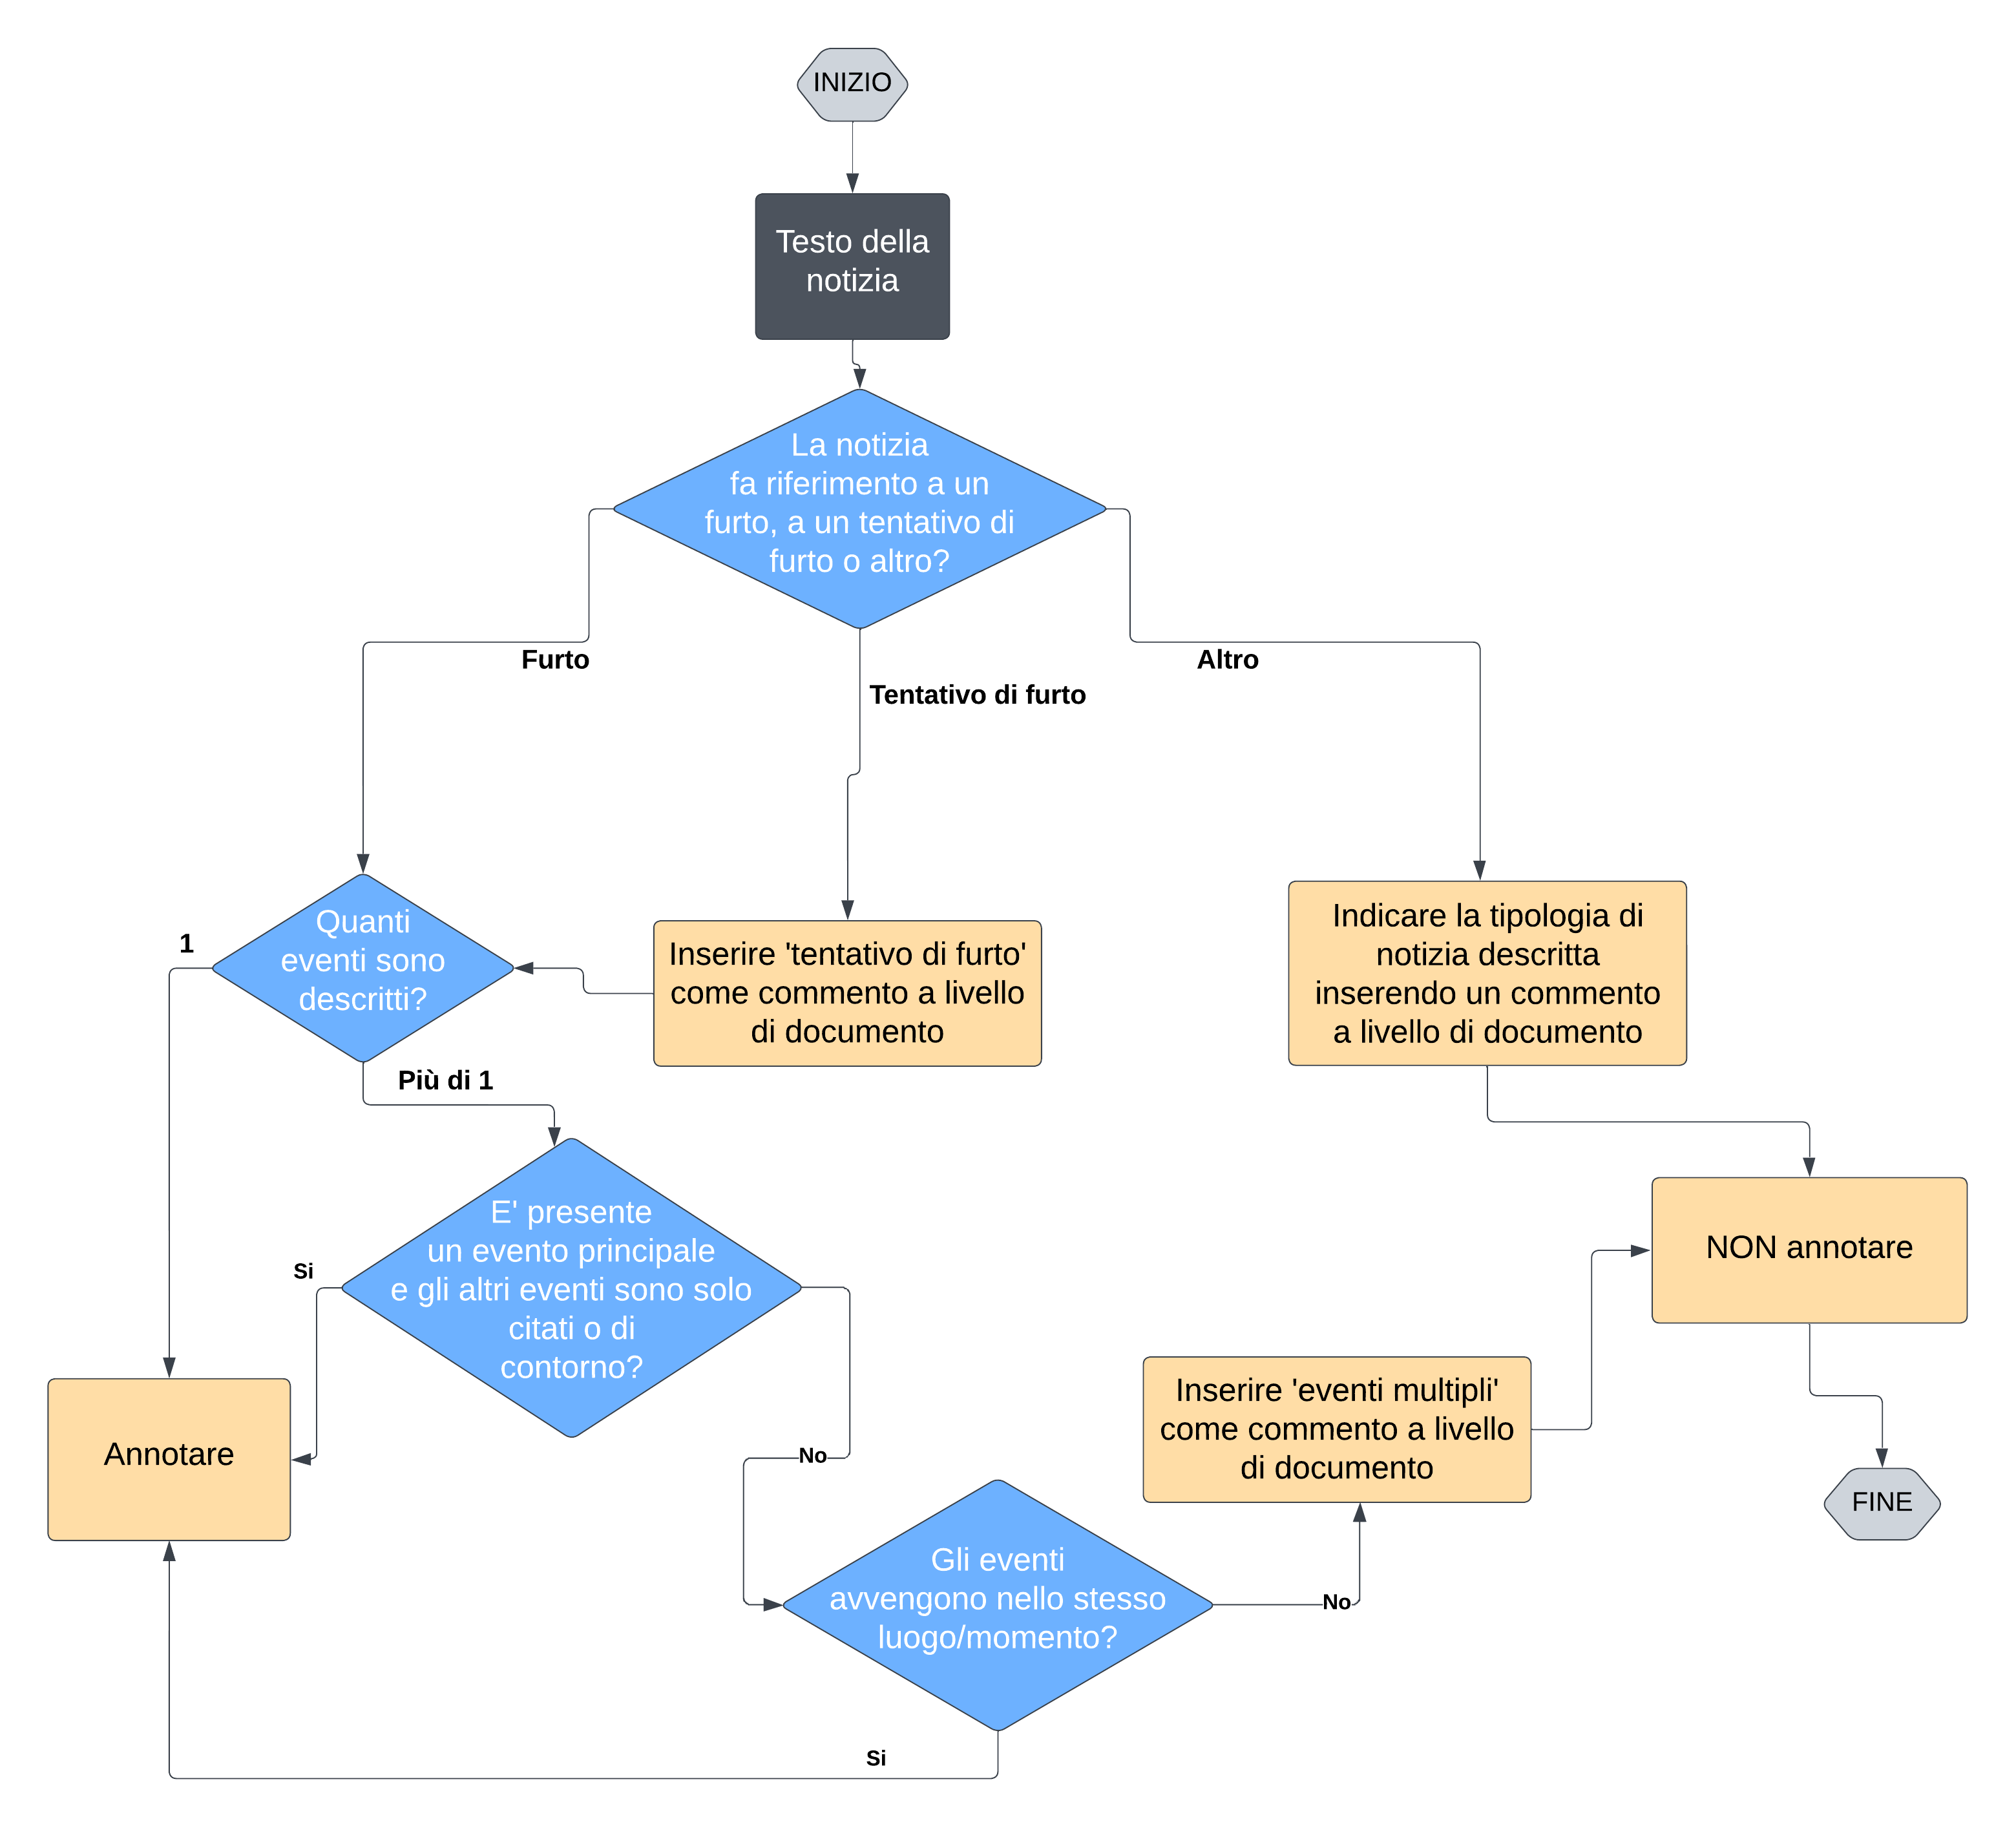 INIZIO
Testo della
notizia
La notizia
fa riferimento a un
furto, a un tentativo di
furto o altro?
Furto
Tentativo di furto
Altro
Quanti
eventi sono
descritti?
1
Più di 1
Inserire 'tentativo di furto'
come commento a livello
di documento
Indicare la tipologia di
notizia descritta
inserendo un commento
a livello di documento
E' presente
un evento principale
e gli altri eventi sono solo
citati o di
contorno?
Si
No
NON annotare
Annotare
Inserire 'eventi multipli'
come commento a livello
di documento
FINE
Gli eventi
avvengono nello stesso
luogo/momento?
No
Si